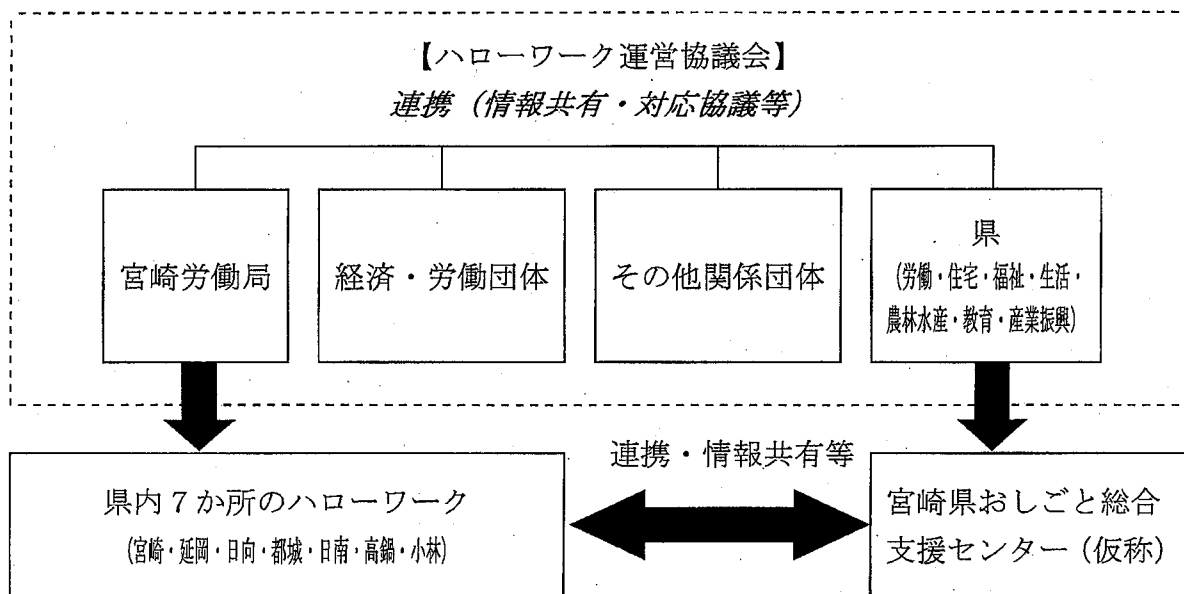 【ハローワーク運営協議会】
連携（情報共有・対応協議等）
宮崎労働局
経済・労働団体
その他関係団体
県
（労働・住宅・福祉・生活・
農林水産・教育・産業振興）
連携・情報共有等
県内７か所のハローワーク
（宮崎・延岡・日向・都城・日南・高鍋・小林）
宮崎県おしごと総合
支援センター（仮称）